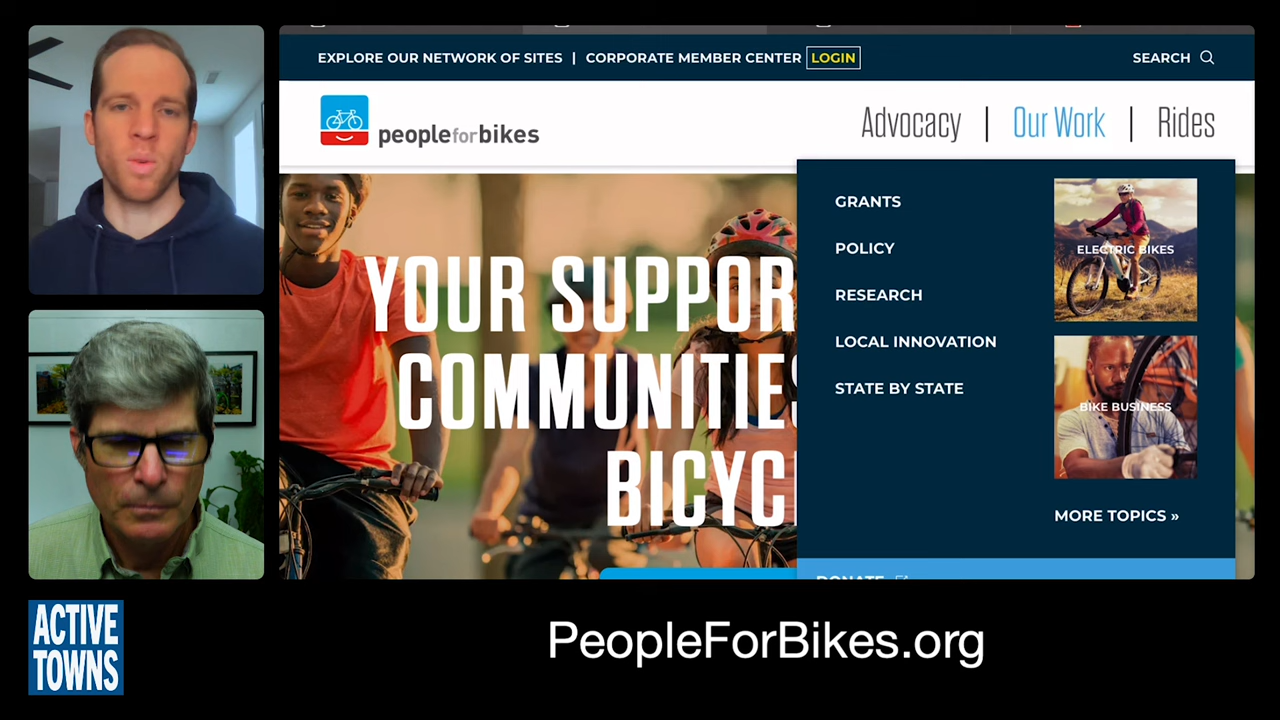 EXPLORE OUR NETWORK OF SITES | CORPORATE MEMBER CENTER LOGIN SEARCH
peopleforbikes
Advocacy | Our Work | Rides
YOUR SUPPOR
COMMUNITIES
BICYC
GRANTS
POLICY
RESEARCH
LOCAL INNOVATION
STATE BY STATE
ELECTRIC BIKES
BIKE BUSINESS
MORE TOPICS »
DONATE
ACTIVE
TOWNS
PeopleForBikes.org